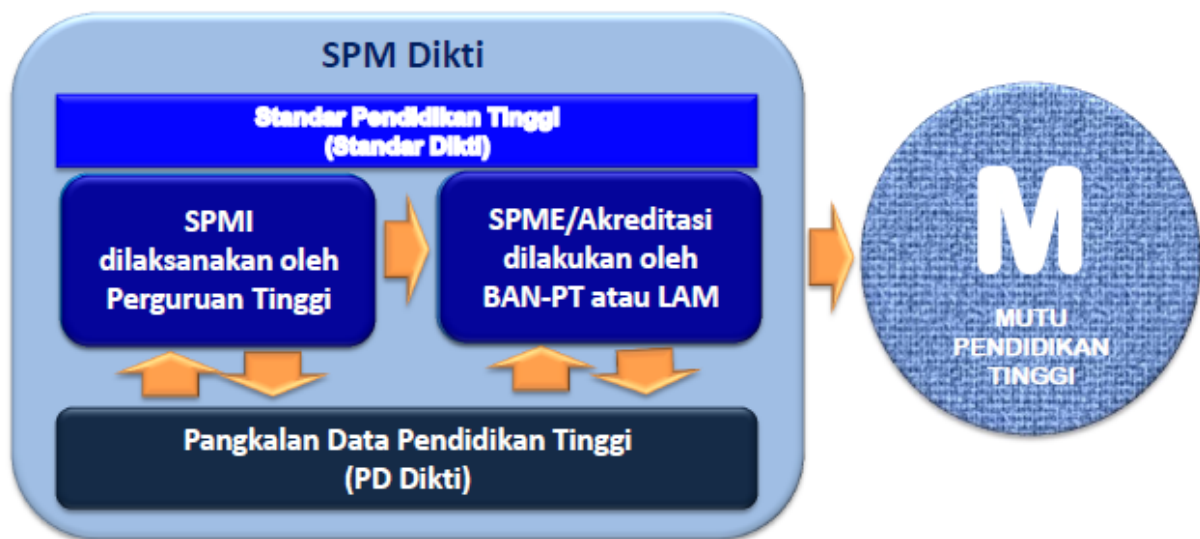 SPM Dikti
Standar Pendidikan Tinggi
(Standar Dikti)
SPMI
dilaksanakan oleh
Perguruan Tinggi
SPME/Akreditasi
dilakukan oleh
BAN-PT atau LAM
Pangkalan Data Pendidikan Tinggi
(PD Dikti)
M
MUTU
PENDIDIKAN
TINGGI